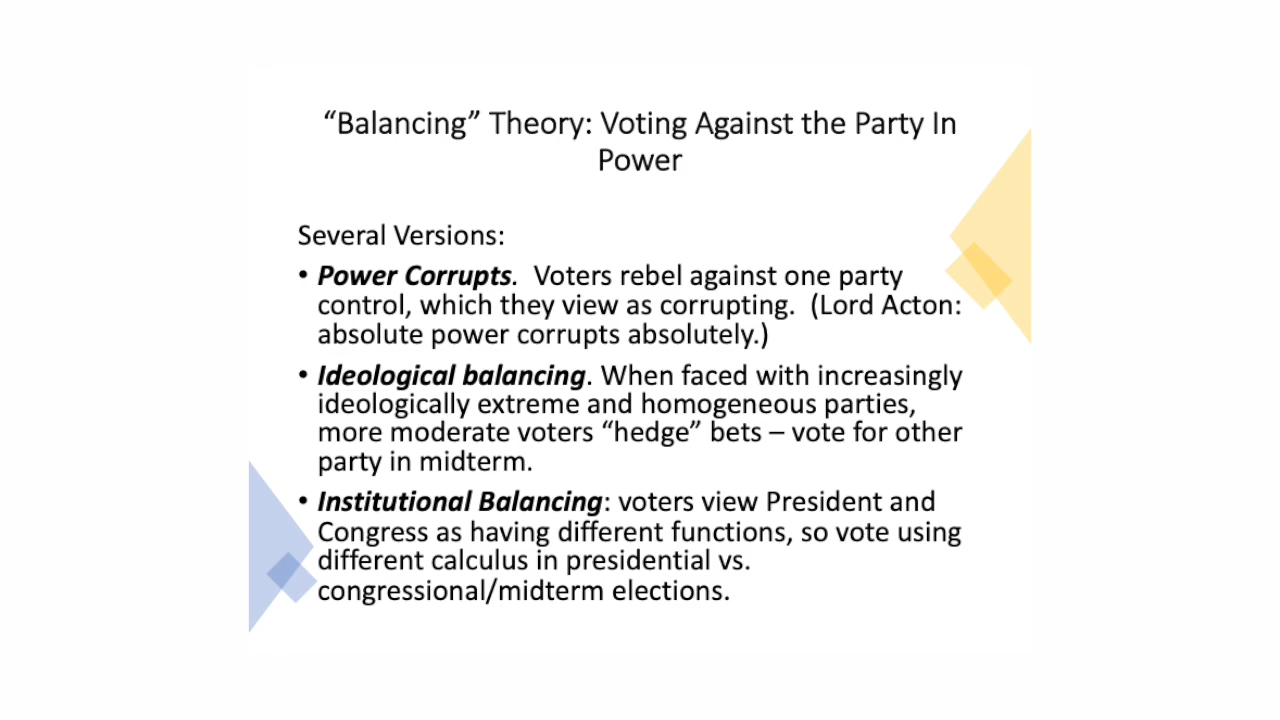 “Balancing” Theory: Voting Against the Party In
Power
Several Versions:
• Power Corrupts.  Voters rebel against one party
control, which they view as corrupting.  (Lord Acton:
absolute power corrupts absolutely.)
• Ideological balancing. When faced with increasingly
ideologically extreme and homogeneous parties,
more moderate voters “hedge” bets – vote for other
party in midterm.
• Institutional Balancing: voters view President and
Congress as having different functions, so vote using
different calculus in presidential vs.
congressional/midterm elections.